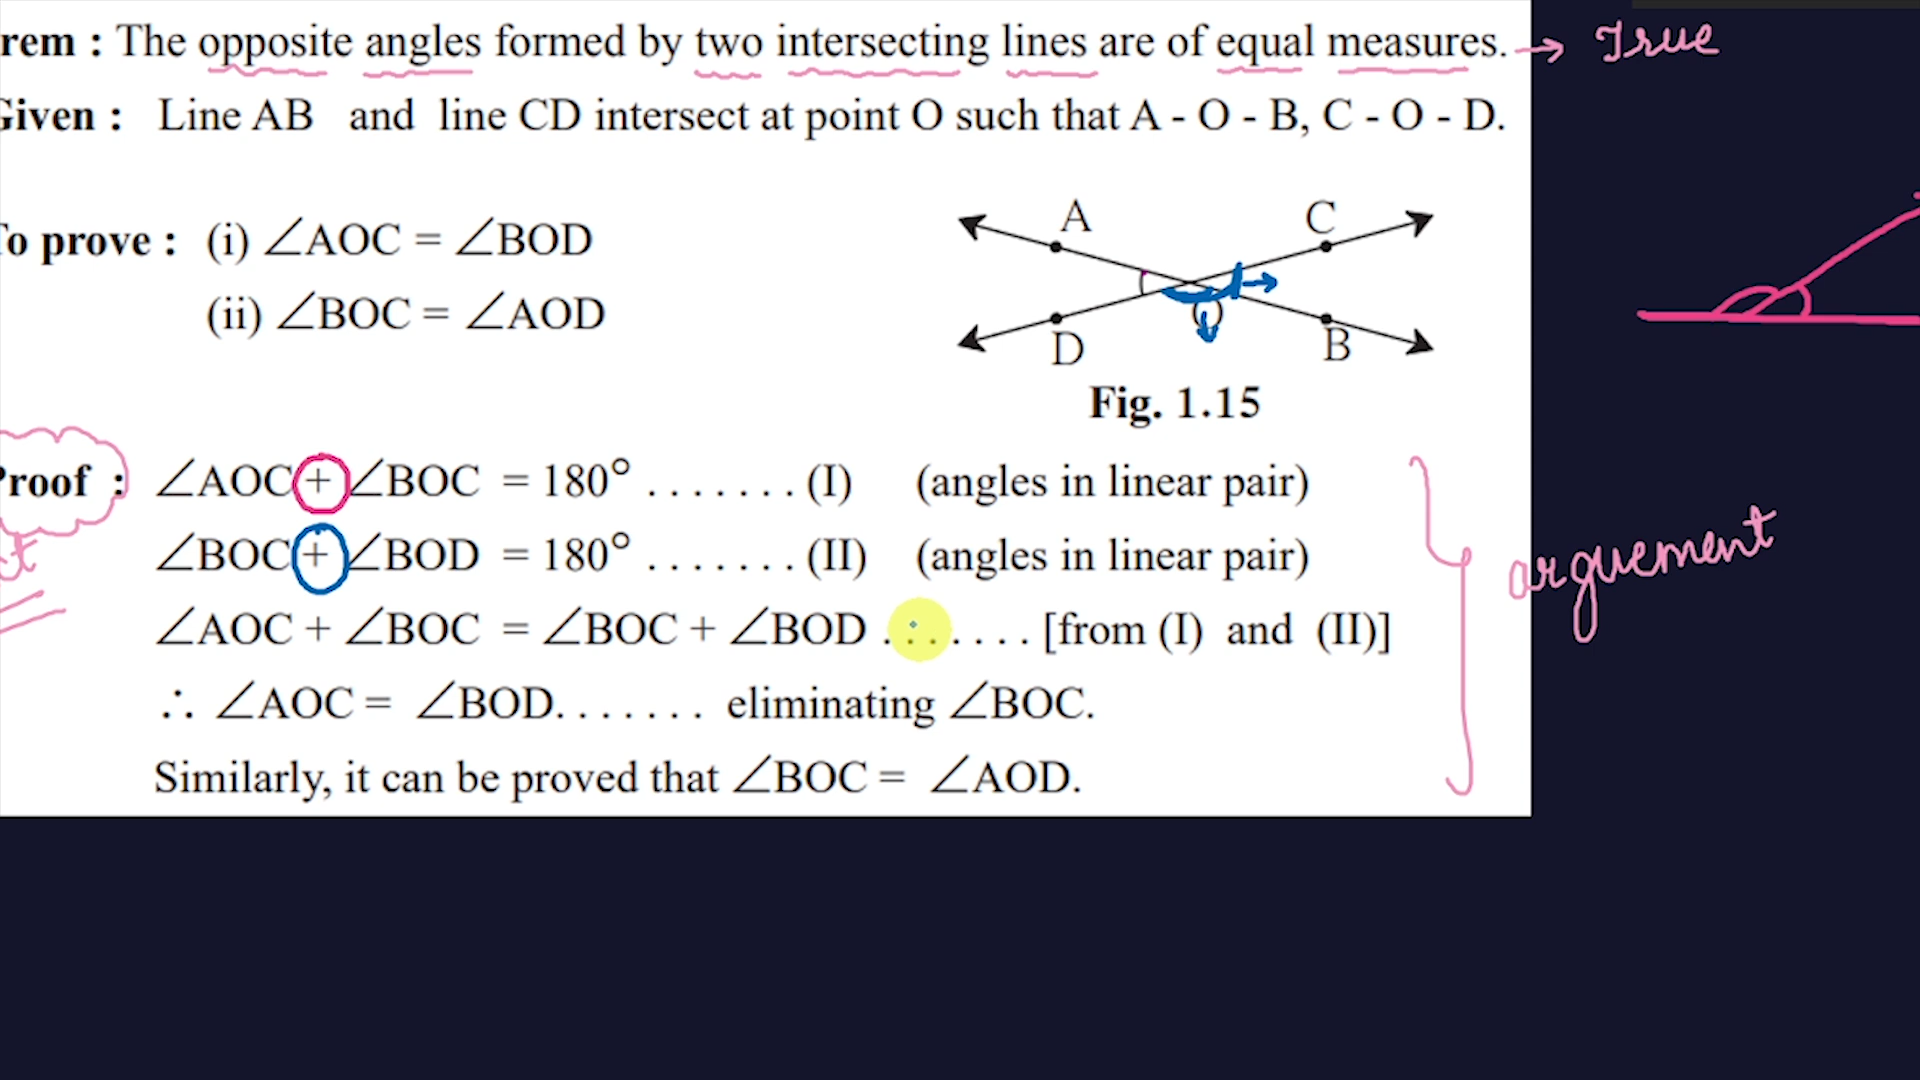 rem : The opposite angles formed by two intersecting lines are of equal measures. → True
Given : Line AB and line CD intersect at point O such that A - O - B, C - O - D.
To prove : (i) ∠AOC = ∠BOD
(ii) ∠BOC = ∠AOD
A
C
O
D
B
Fig. 1.15
Proof : ∠AOC + ∠BOC = 180° ....... (I) (angles in linear pair)
∠BOC + ∠BOD = 180° ....... (II) (angles in linear pair)
arguement
∠AOC + ∠BOC = ∠BOC + ∠BOD ....... [from (I) and (II)]
∴ ∠AOC = ∠BOD....... eliminating ∠BOC.
Similarly, it can be proved that ∠BOC = ∠AOD.